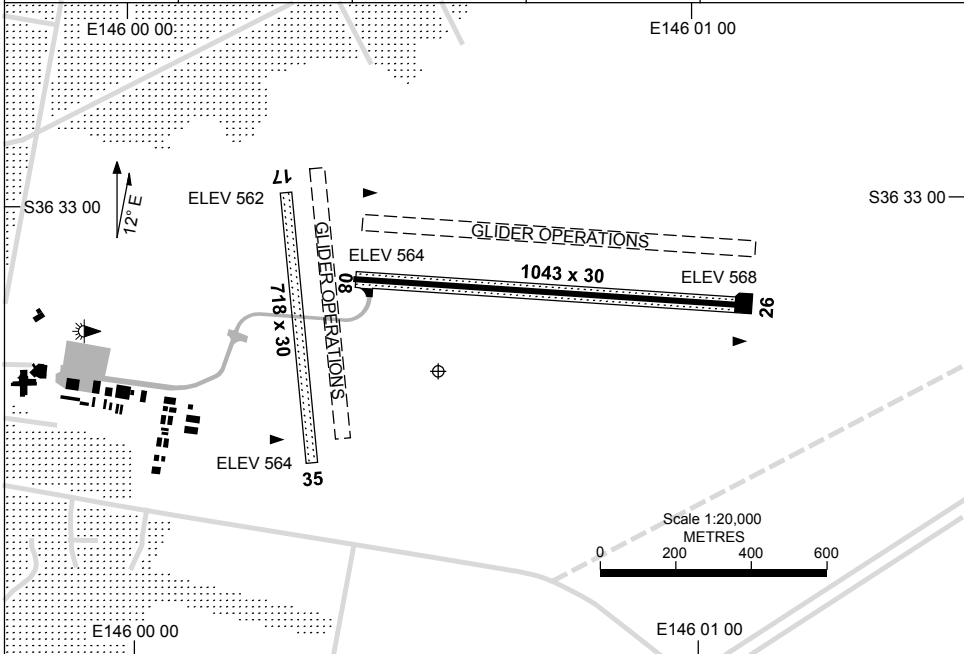 E146 00 00
E146 01 00
17
ELEV 562
S36 33 00
S36 33 00
12° E
GLIDER OPERATIONS
GLIDER OPERATIONS
ELEV 564
08
1043 x 30
ELEV 568
26
718 x 30
ELEV 564
35
Scale 1:20,000
METRES
0 200 400 600
E146 00 00
E146 01 00